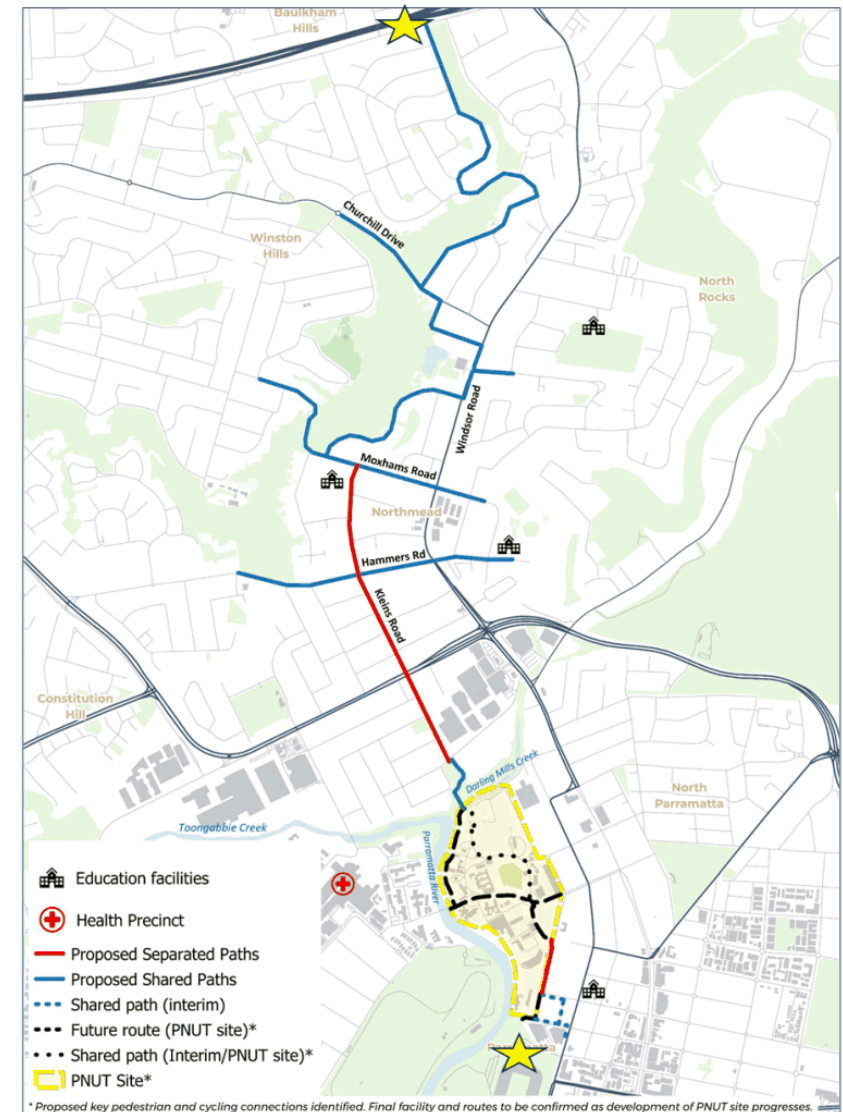 Baulkham
Hills
Churchill Drive
Winston
Hills
North
Rocks
Windsor Road
Moxhams Road
Northmead
Hammers Rd
Kleins Road
Constitution
Hill
Darling Mills Creek
North
Parramatta
Toongabbie Creek
Parramatta River
Education facilities
Health Precinct
Proposed Separated Paths
Proposed Shared Paths
Shared path (interim)
Future route (PNUT site)*
Shared path (Interim/PNUT site)*
PNUT Site*
* Proposed key pedestrian and cycling connections identified. Final facility and routes to be confirmed as development of PNUT site progresses.